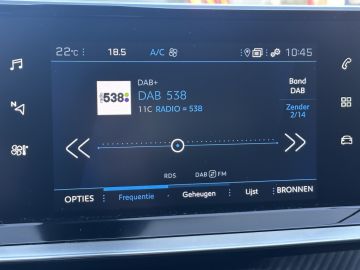 22°C 18.5 A/C 10:45
538
DAB+
DAB 538
11C RADIO = 538
Band
DAB
Zender
2/14
N
RDS DAB FM
OPTIES Frequentie Geheugen Lijst BRONNEN